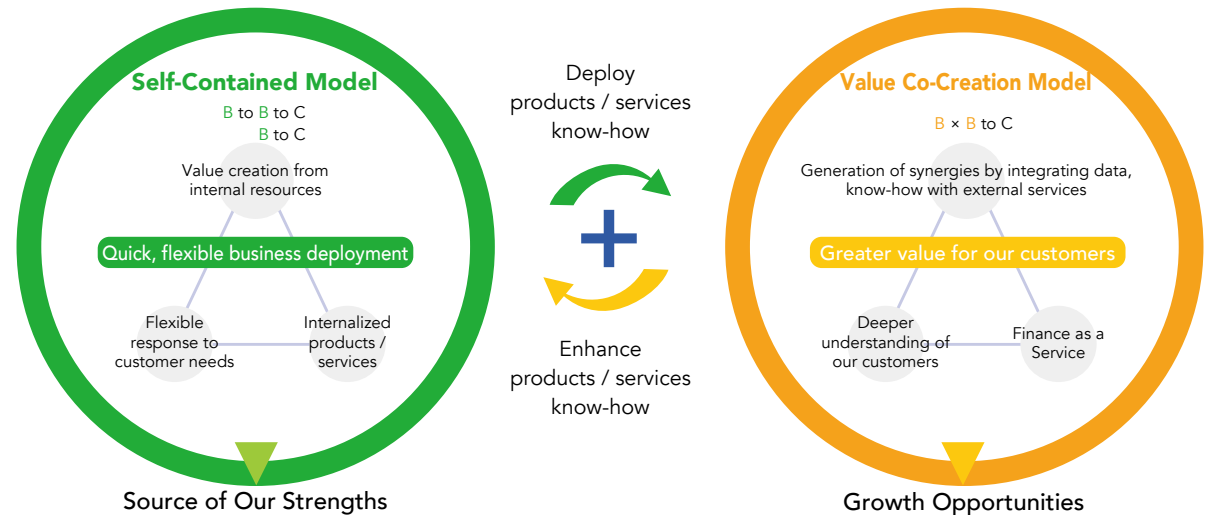 Self-Contained Model
B to B to C
B to C
Value creation from
internal resources
Quick, flexible business deployment
Flexible
response to
customer needs
Internalized
products /
services
Source of Our Strengths
Deploy
products / services
know-how
Enhance
products / services
know-how
Value Co-Creation Model
B × B to C
Generation of synergies by integrating data,
know-how with external services
Greater value for our customers
Deeper
understanding of
our customers
Finance as a
Service
Growth Opportunities